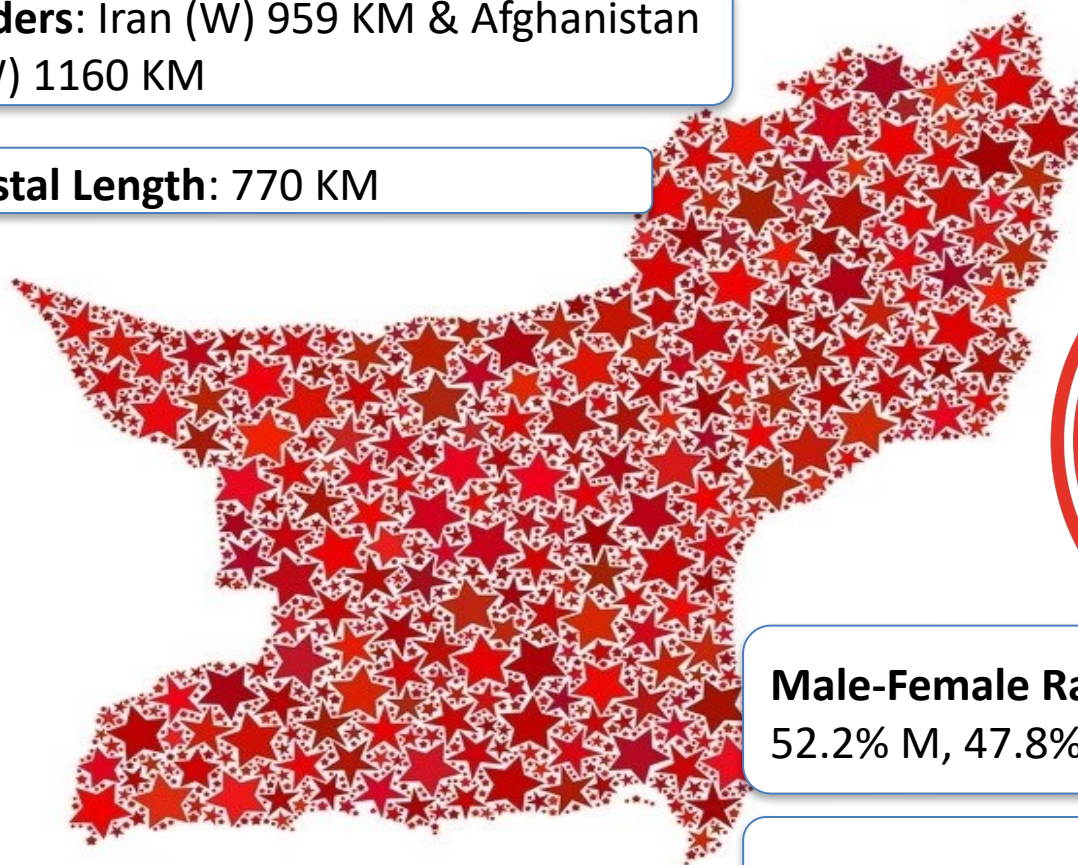 ders: Iran (W) 959 KM & Afghanistan
) 1160 KM
stal Length: 770 KM
Male-Female Ra
52.2% M, 47.8%